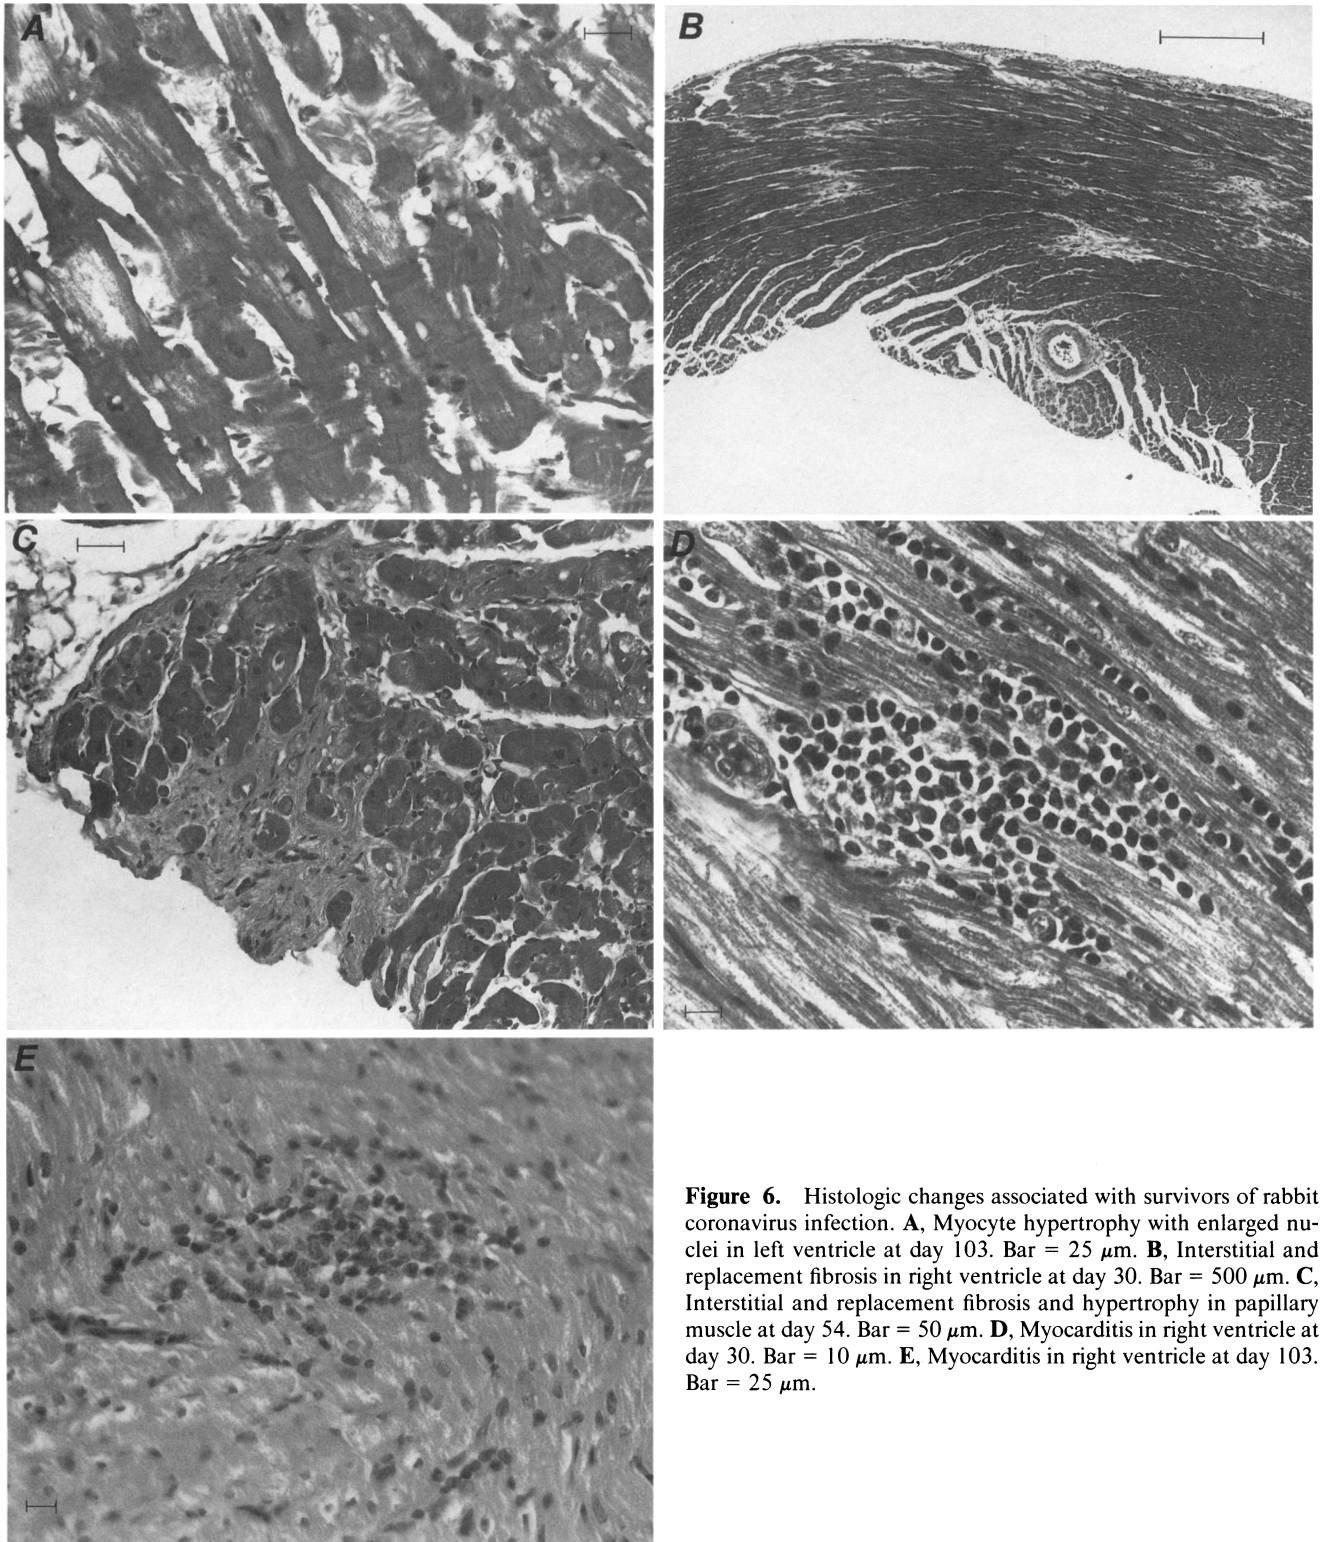 A
B
C
D
E
Figure 6. Histologic changes associated with survivors of rabbit
coronavirus infection. A, Myocyte hypertrophy with enlarged nu-
clei in left ventricle at day 103. Bar = 25 μm. B, Interstitial and
replacement fibrosis in right ventricle at day 30. Bar = 500 μm. C,
Interstitial and replacement fibrosis and hypertrophy in papillary
muscle at day 54. Bar = 50 μm. D, Myocarditis in right ventricle at
day 30. Bar = 10 μm. E, Myocarditis in right ventricle at day 103.
Bar = 25 μm.